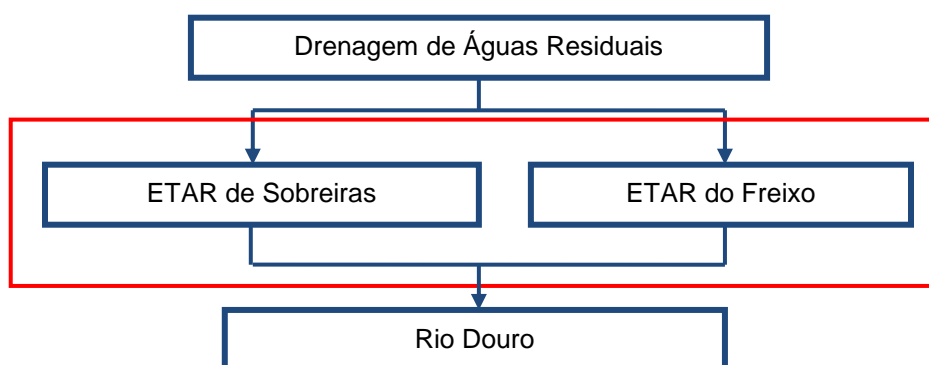 Drenagem de Águas Residuais
ETAR de Sobreiras
ETAR do Freixo
Rio Douro